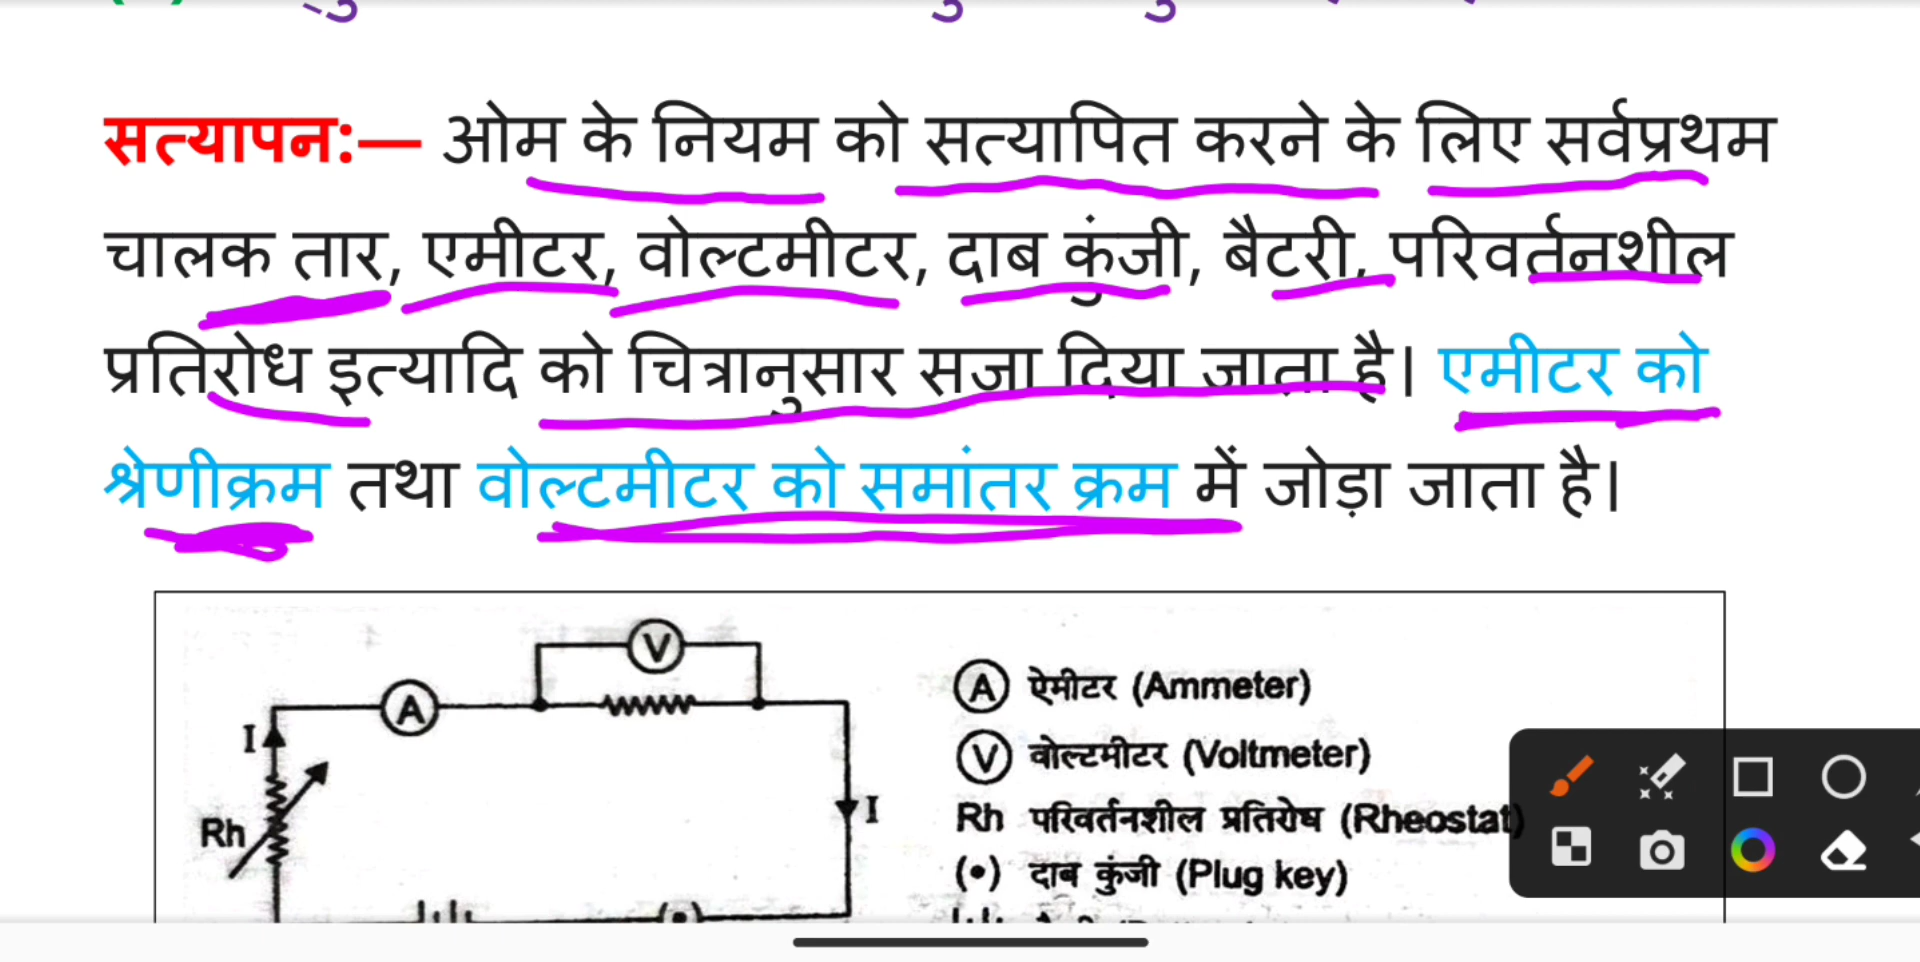 सत्यापन:— ओम के नियम को सत्यापित करने के लिए सर्वप्रथम
चालक तार, एमीटर, वोल्टमीटर, दाब कुंजी, बैटरी, परिवर्तनशील
प्रतिरोध इत्यादि को चित्रानुसार सजा दिया जाता है। एमीटर को
श्रेणीक्रम तथा वोल्टमीटर को समांतर क्रम में जोड़ा जाता है।
V
A
I
Rh
I
A ऐमीटर (Ammeter)
V वोल्टमीटर (Voltmeter)
Rh परिवर्तनशील प्रतिरोध (Rheostat)
(•) दाब कुंजी (Plug key)